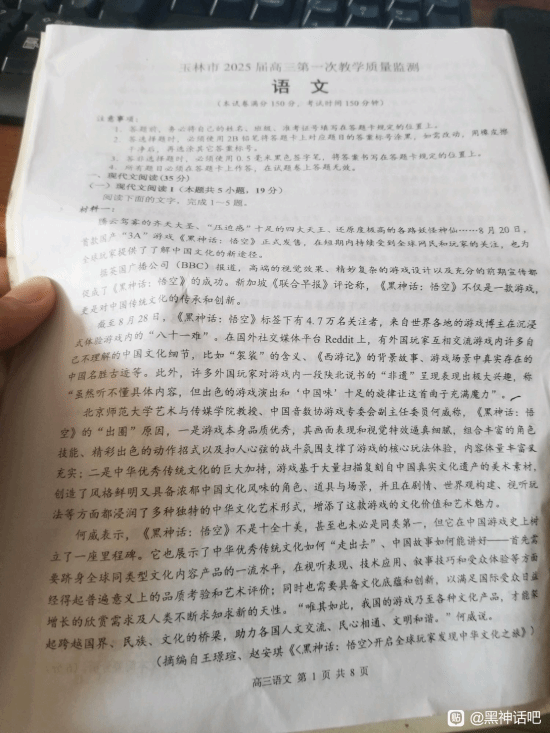 玉林市 2025 届高三第一次教学质量监测
语 文
(本试卷满分 150 分，考试时间 150 分钟)
注意事项：
1. 答题前，务必将自己的姓名、班级、准考证号填写在答题卡规定的位置上。
2. 答选择题时，必须使用 2B 铅笔将答题卡上对应题目的答案标号涂黑，如需改动，用橡皮擦
干净后，再选涂其它答案标号。
3. 答非选择题时，必须使用 0.5 毫米黑色签字笔，将答案书写在答题卡规定的位置上。
4. 所有题目必须在答题卡上作答，在试题卷上答题无效。
一、现代文阅读(35 分)
(一) 现代文阅读 I (本题共 5 小题，19 分)
阅读下面的文字，完成 1～5 题。
材料一：
腾云驾雾的齐天大圣、“压迫感”十足的四大天王、还原度极高的各路妖怪神仙……8 月 20 日，
首款国产“3A”游戏《黑神话：悟空》正式发售，在短期内持续受到全球网民和玩家的关注，也为
全球玩家提供了了解中国文化的新途径。
据英国广播公司（BBC）报道，高端的视觉效果、精妙复杂的游戏设计以及充分的前期宣传都
促成了《黑神话：悟空》的成功。新加坡《联合早报》评论称，《黑神话：悟空》不仅是一款游戏，
更是对中国传统文化的传承和创新。
截至 8 月 28 日，《黑神话：悟空》标签下有 4.7 万名关注者，来自世界各地的游戏博主在沉浸
式体验游戏内的“八十一难”。在国外社交媒体平台 Reddit 上，有外国玩家互相交流游戏内许多自
己不理解的中国文化细节，比如“袈裟”的含义、《西游记》的背景故事、游戏场景中真实存在的
中国名胜古迹等。此外，许多外国玩家对游戏内一段陕北说书的“非遗”呈现表现出极大兴趣，称
“虽然听不懂具体内容，但出色的游戏演出和‘中国味’十足的旋律让这首曲子充满魔力”。
北京师范大学艺术与传媒学院教授、中国音数协游戏专委会副主任委员何威称，《黑神话：悟
空》的“出圈”原因，一是游戏本身品质优秀，其画面表现和视觉特效逼真细腻，组合丰富的角色
技能、精彩出色的动作招式以及扣人心弦的战斗氛围支撑了游戏的核心玩法体验，内容体量丰富又
充实；二是中华优秀传统文化的巨大加持，游戏基于大量扫描复刻自中国真实文化遗产的美术素材，
创造了风格鲜明又具备浓郁中国文化风味的角色、道具与场景，并且在剧情、世界观构建、视听玩
法等方面都浸润了多种独特的中华文化艺术形式，增添了这款游戏的文化价值和艺术魅力。
何威表示，《黑神话：悟空》不是十全十美，甚至也未必是同类第一，但它在中国游戏史上树
立了一座里程碑。它也展示了中华优秀传统文化如何“走出去”、中国故事如何能讲好——首先需
要跻身全球同类型文化内容产品的一流水平，在视听表现、技术应用、叙事技巧和受众体验等方面
经得起普遍意义上的品质考验和艺术评价；同时也需要具备文化底蕴和创新，以满足国际受众日益
增长的欣赏需求及人类不断求知求新的天性。“唯其如此，我国的游戏乃至各种文化产品，才能架
起跨越国界、民族、文化的桥梁，助力各国人文交流、民心相通、文明和谐。”何威说。
（摘编自王璟瑄、赵安琪《〈黑神话：悟空〉开启全球玩家发现中华文化之旅》）
高三语文 第 1 页 共 8 页
贴 @黑神话吧